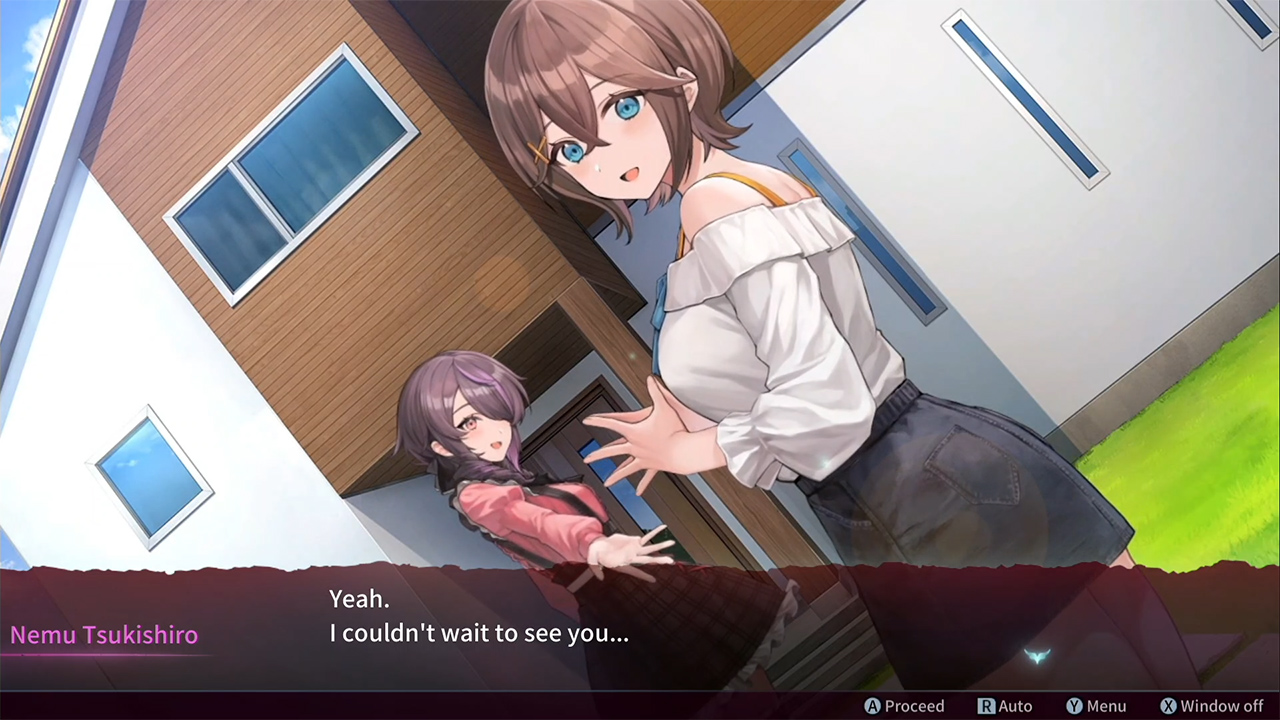 Yeah.
Nemu Tsukishiro
I couldn't wait to see you...
A Proceed R Auto Y Menu X Window off